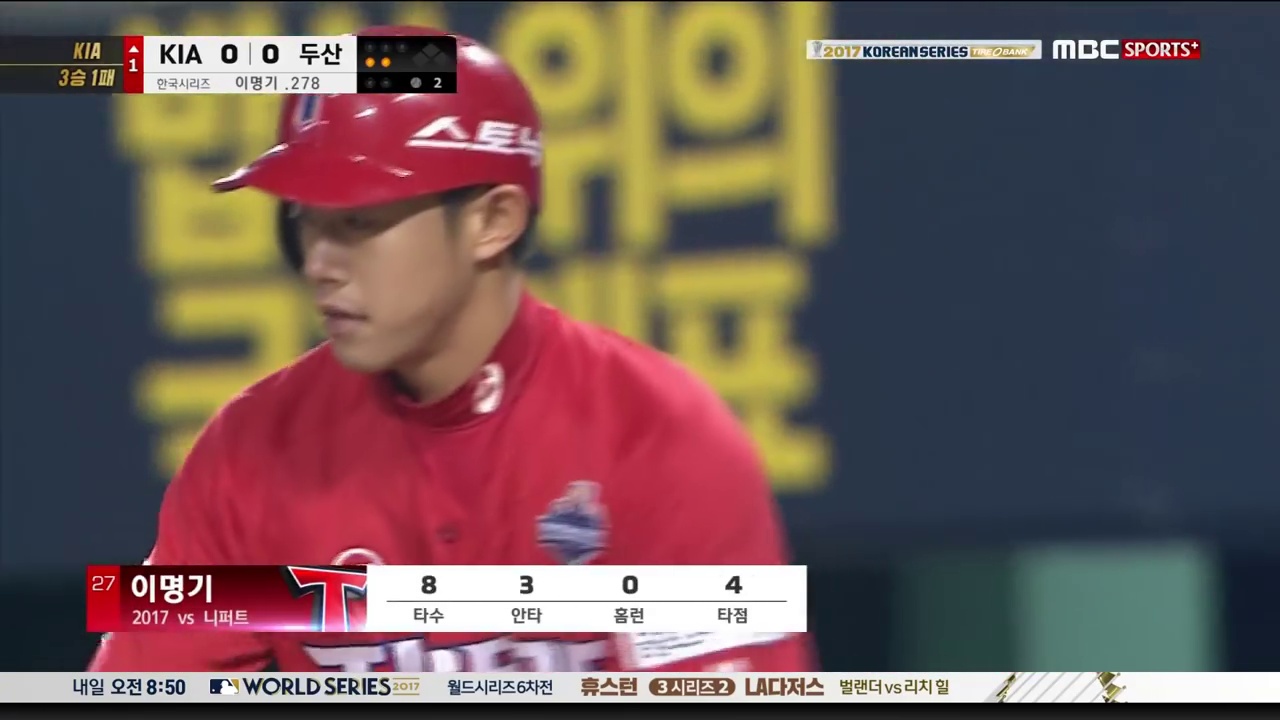 KIA
3승 1패
1
KIA 0 0 두산
한국시리즈 이명기 .278
2
2017 KOREAN SERIES TIRE BANK
MBC SPORTS+
스토닉
27 이명기
2017 vs 니퍼트
8 3 0 4
타수 안타 홈런 타점
내일 오전 8:50 WORLD SERIES 2017 월드시리즈 6차전 휴스턴 3 시리즈 2 LA다저스 벌랜더 vs 리치 힐